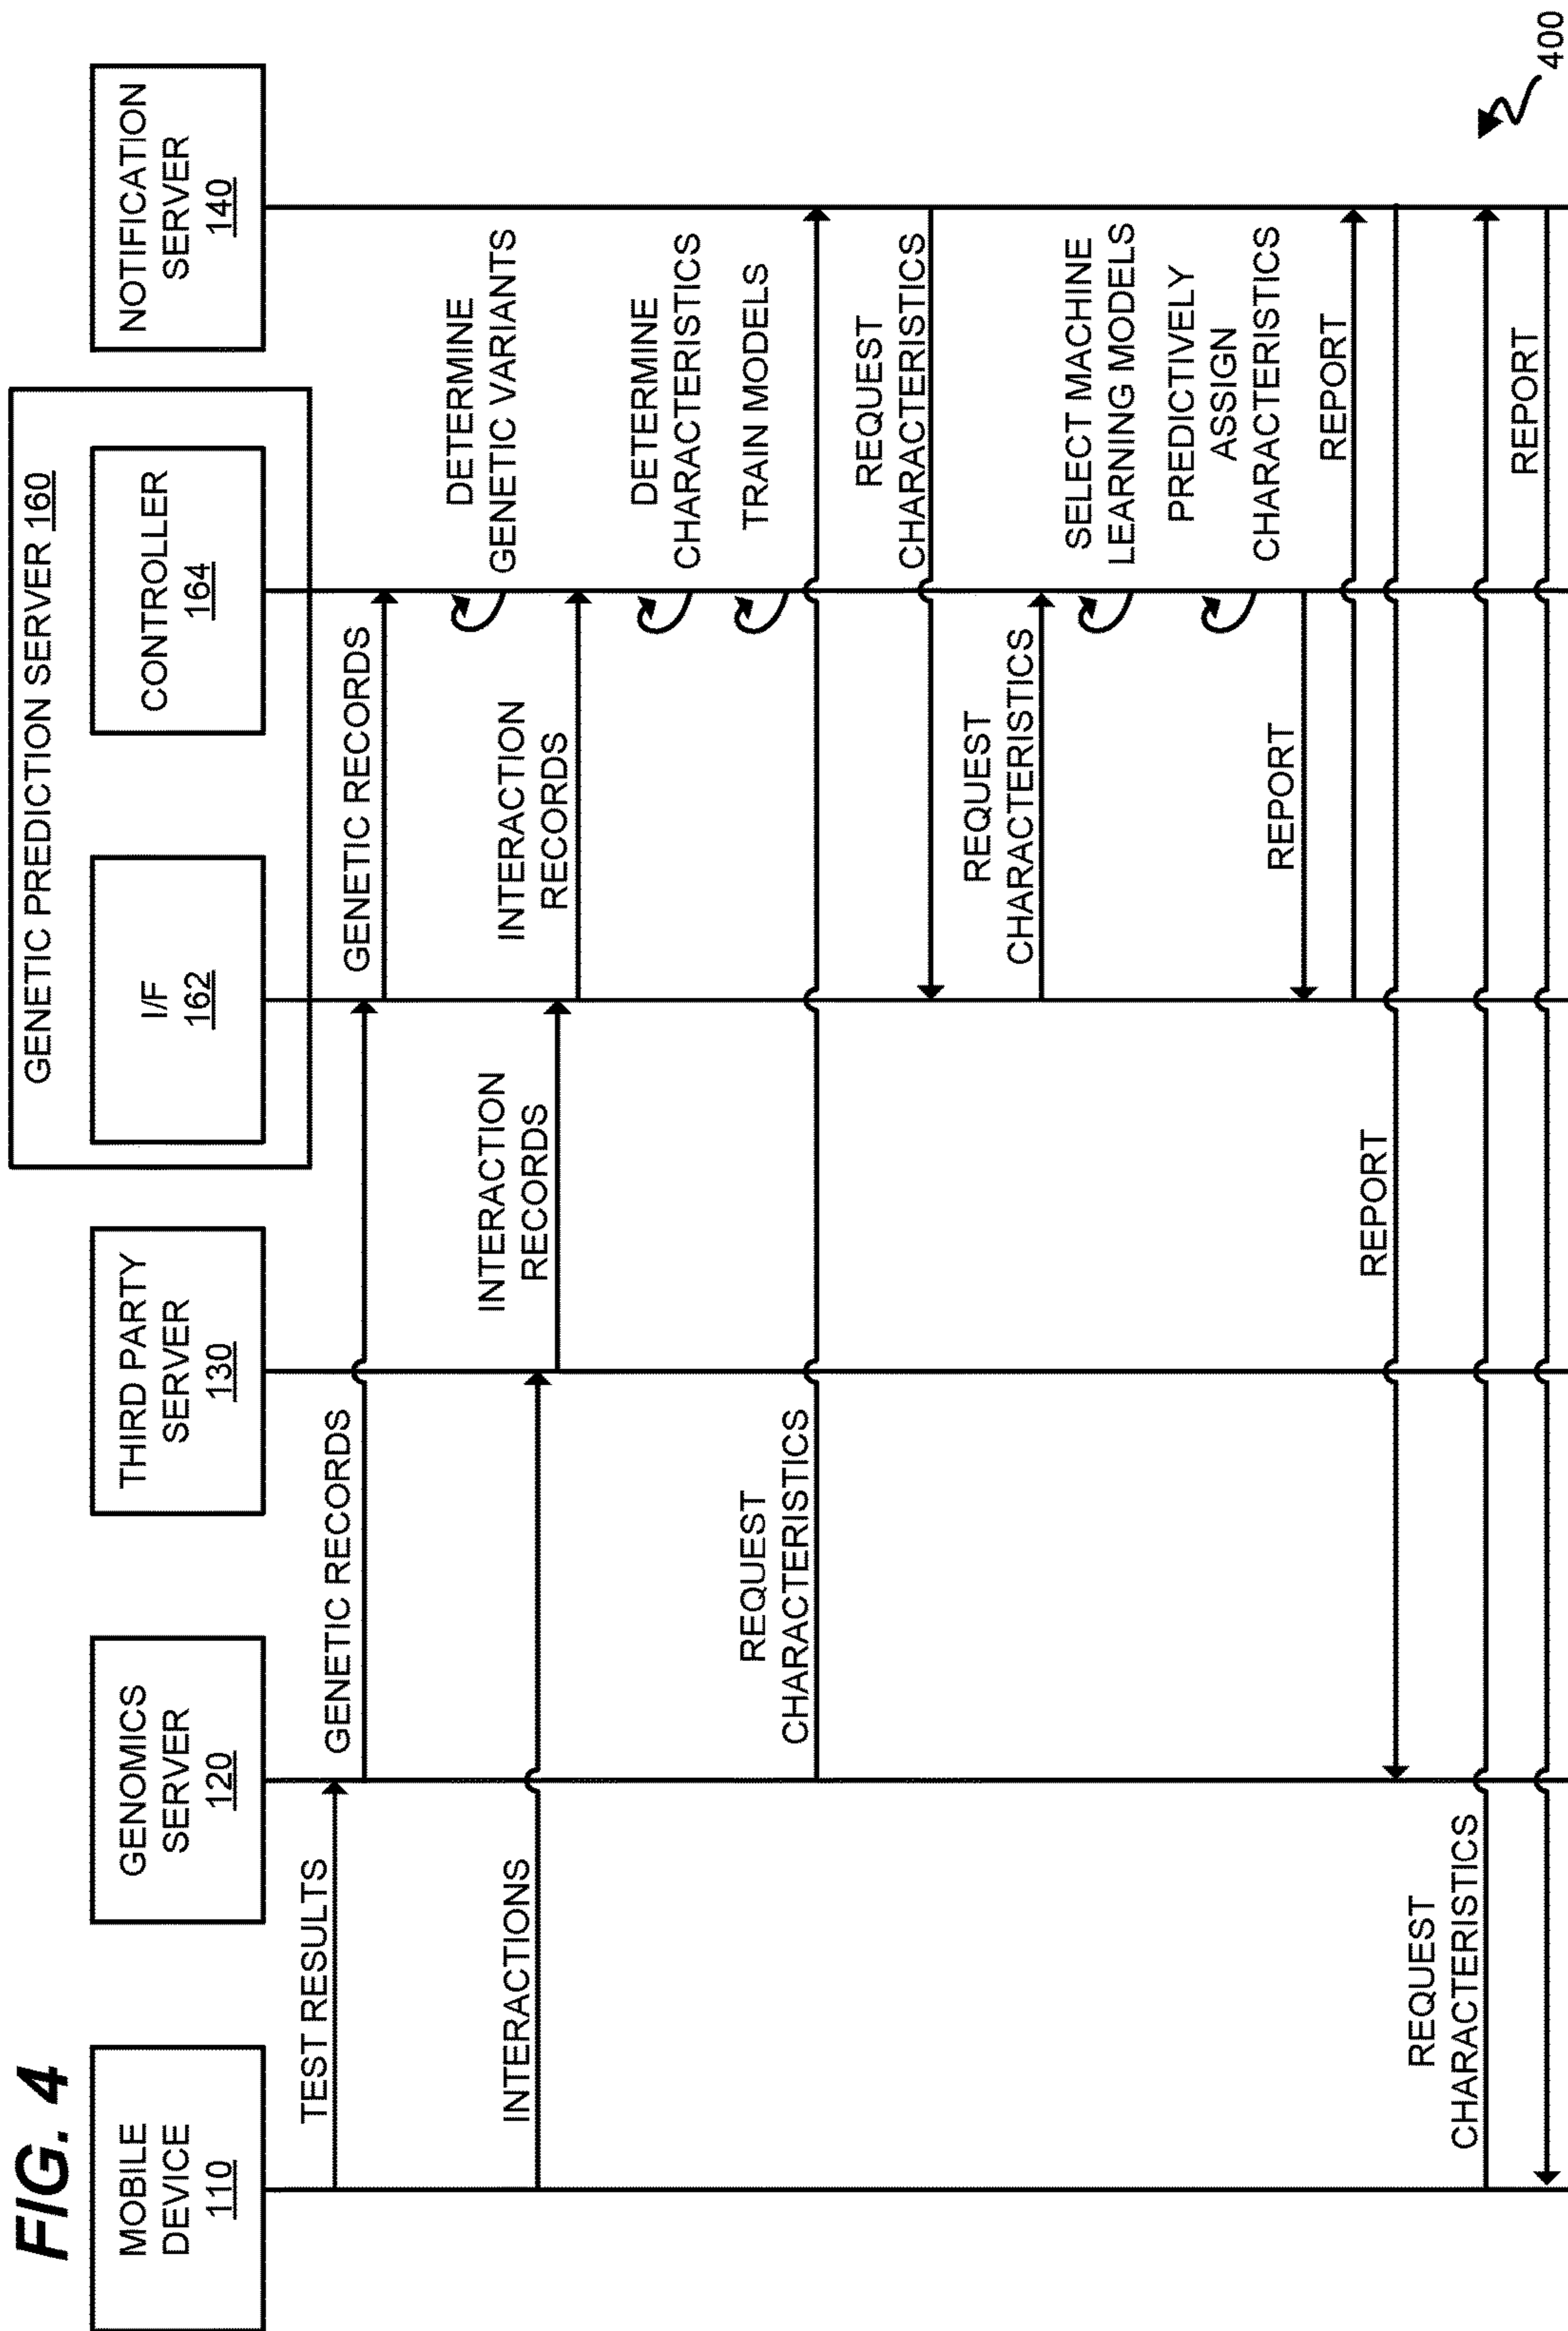 FIG. 4
MOBILE
DEVICE
110
GENOMICS
SERVER
120
THIRD PARTY
SERVER
130
GENETIC PREDICTION SERVER 160
I/F
162
CONTROLLER
164
NOTIFICATION
SERVER
140
TEST RESULTS
GENETIC RECORDS
GENETIC RECORDS
DETERMINE
GENETIC VARIANTS
INTERACTIONS
INTERACTION
RECORDS
INTERACTION
RECORDS
DETERMINE
CHARACTERISTICS
TRAIN MODELS
REQUEST
CHARACTERISTICS
REQUEST
CHARACTERISTICS
REQUEST
CHARACTERISTICS
SELECT MACHINE
LEARNING MODELS
PREDICTIVELY
ASSIGN
CHARACTERISTICS
REPORT
REPORT
REPORT
REQUEST
CHARACTERISTICS
REPORT
400